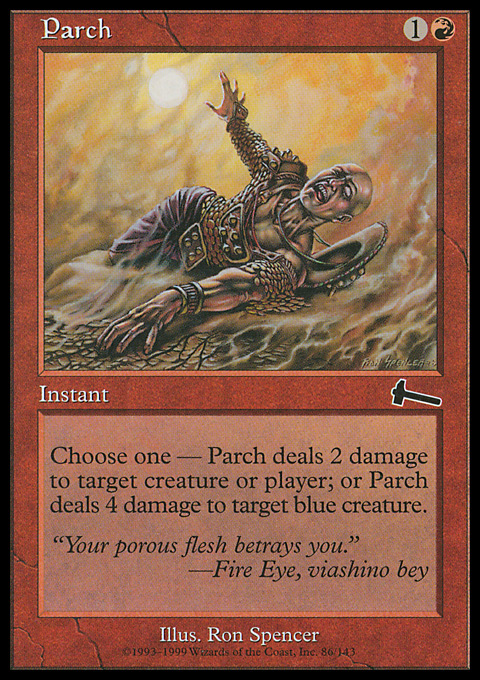 Parch 1
Instant
Choose one — Parch deals 2 damage
to target creature or player; or Parch
deals 4 damage to target blue creature.
“Your porous flesh betrays you.”
—Fire Eye, viashino bey
Illus. Ron Spencer
©1993–1999 Wizards of the Coast, Inc. 86/143